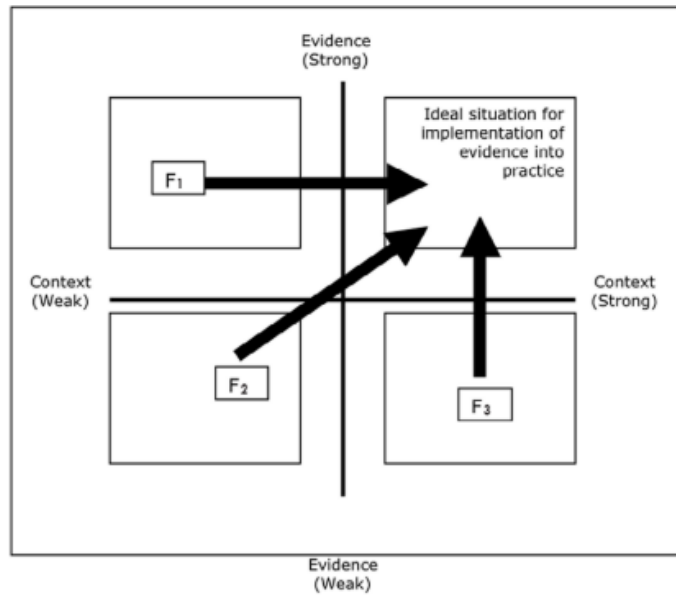 Evidence
(Strong)
Ideal situation for
implementation of
evidence into
practice
F1
Context
(Weak)
Context
(Strong)
F2
F3
Evidence
(Weak)